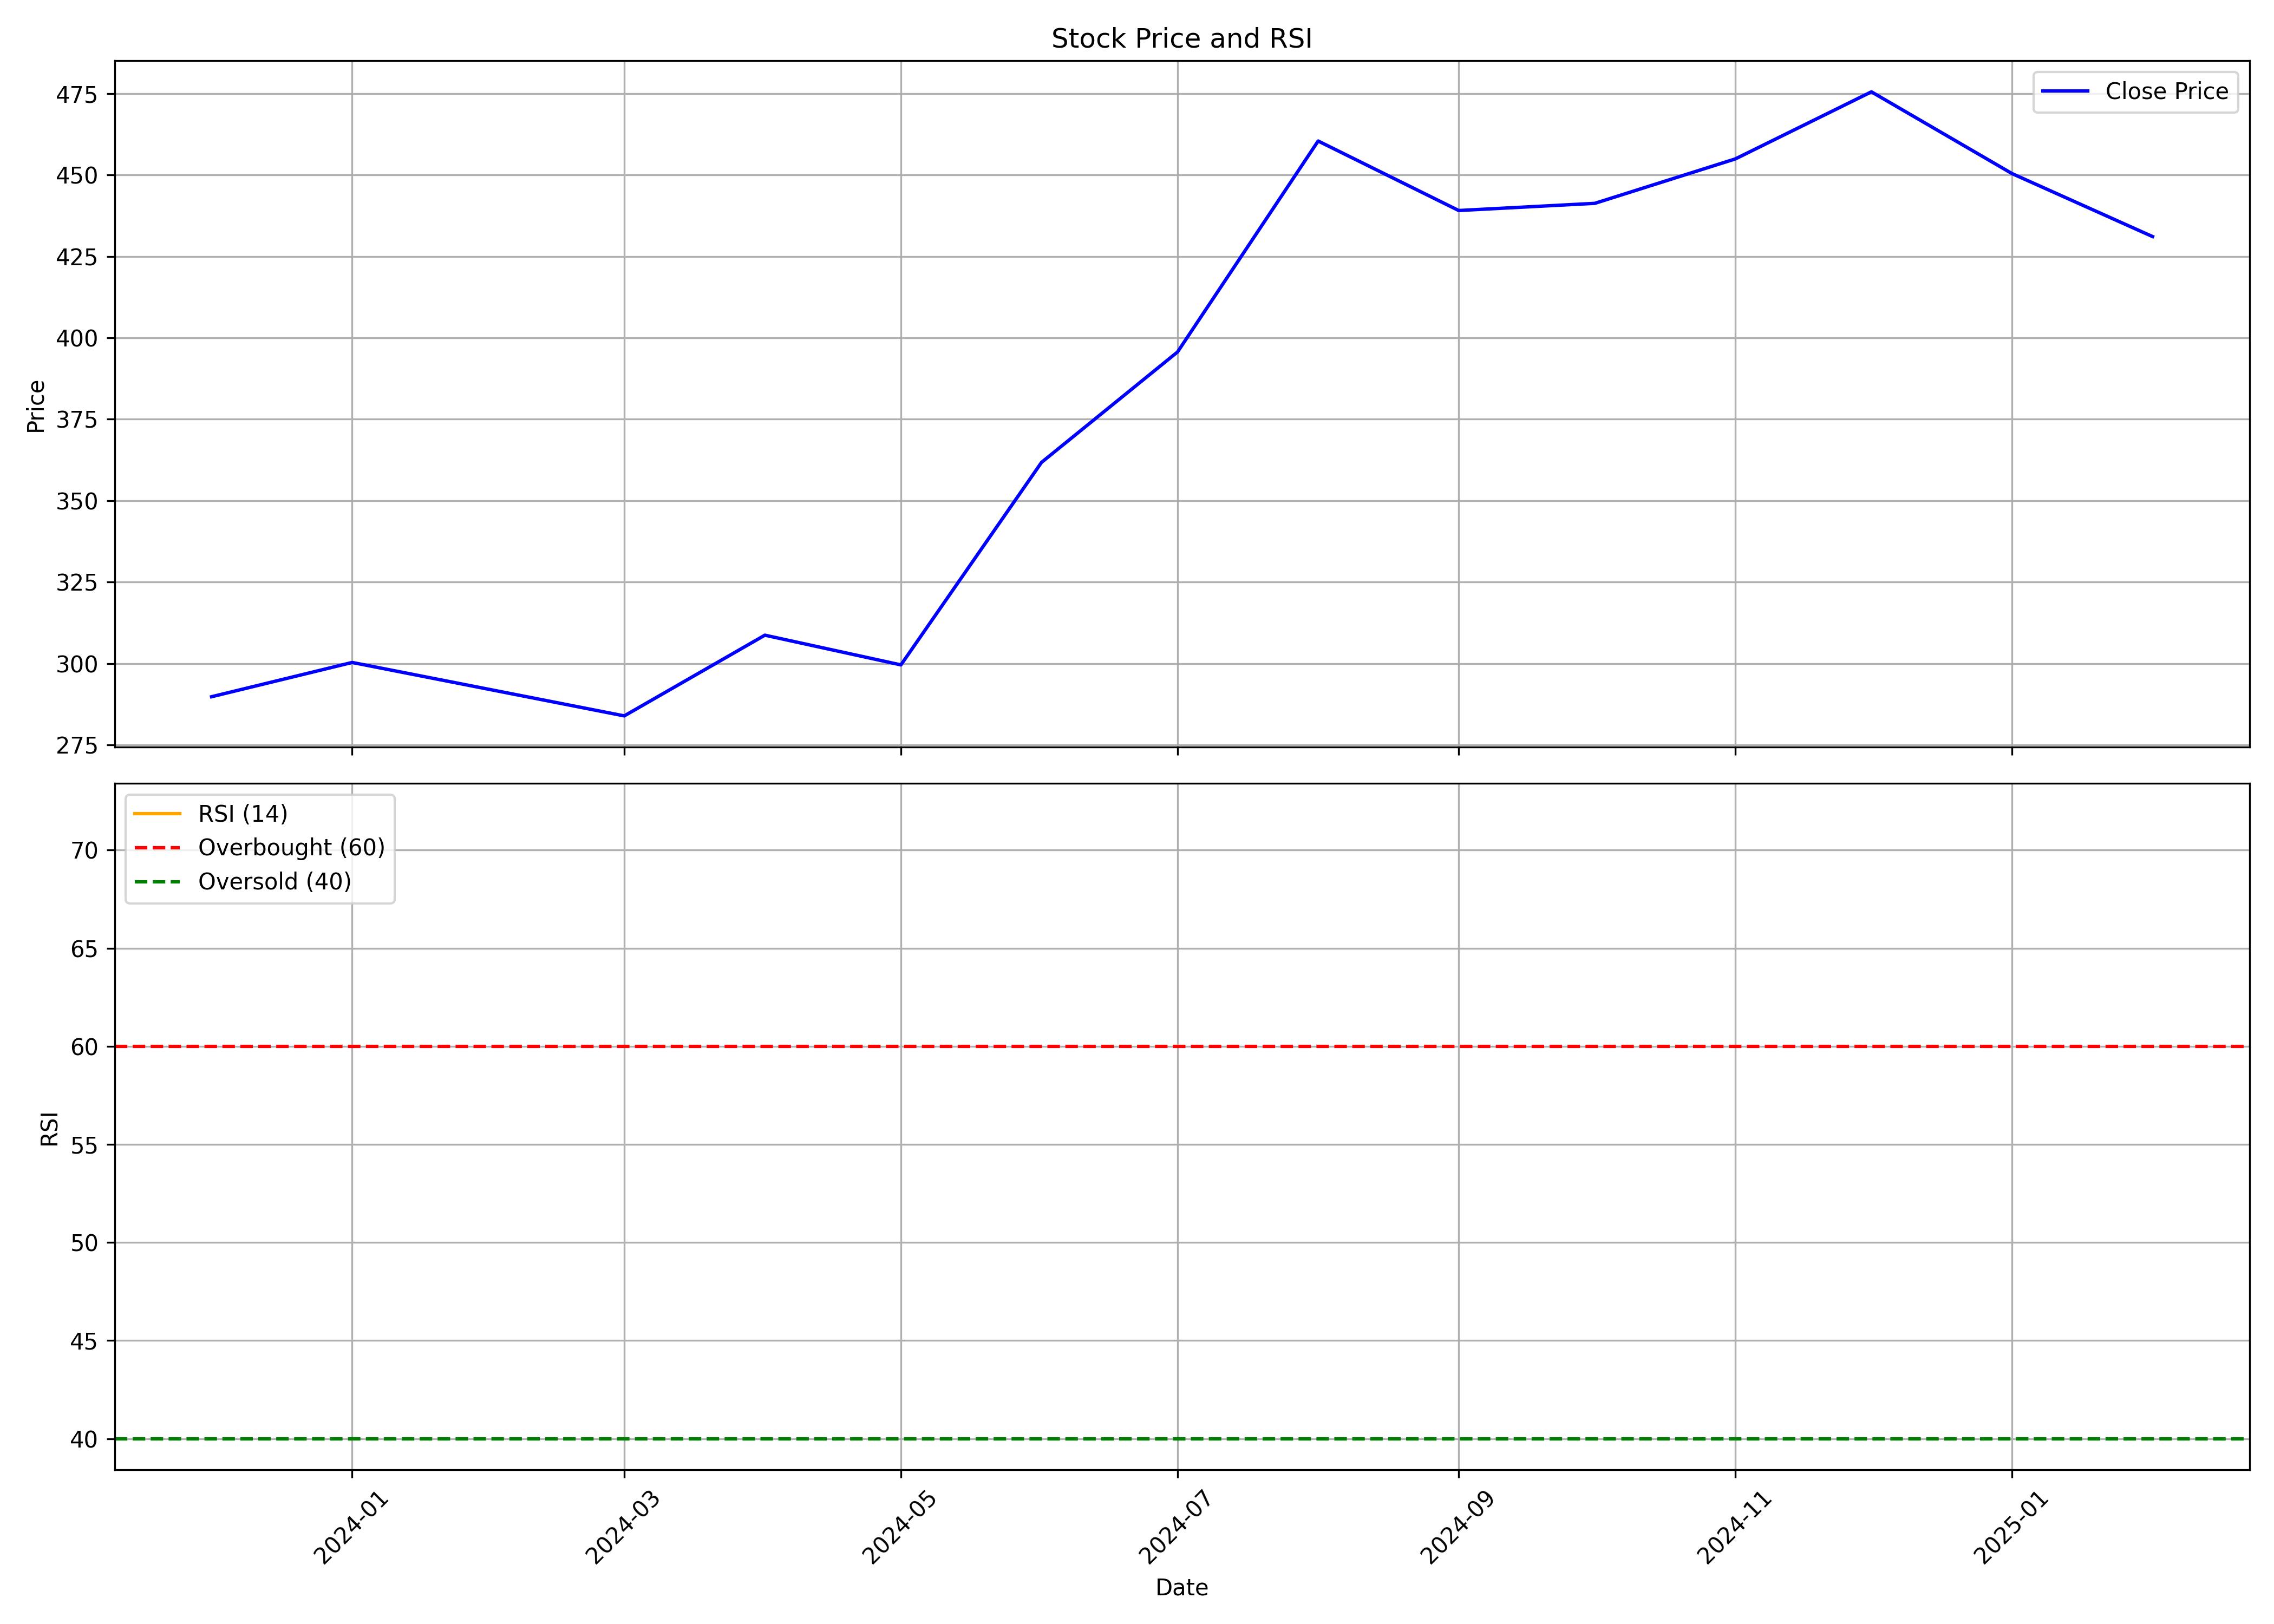 Stock Price and RSI
Close Price
475
450
425
400
375
350
325
300
275
Price
RSI (14)
Overbought (60)
Oversold (40)
70
65
60
55
50
45
40
RSI
2024-01
2024-03
2024-05
2024-07
2024-09
2024-11
2025-01
Date